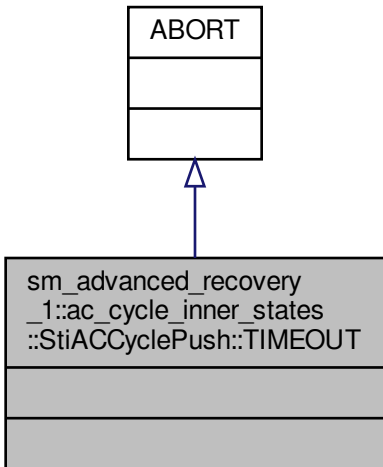 ABORT
sm_advanced_recovery
_1::ac_cycle_inner_states
::StiACCyclePush::TIMEOUT